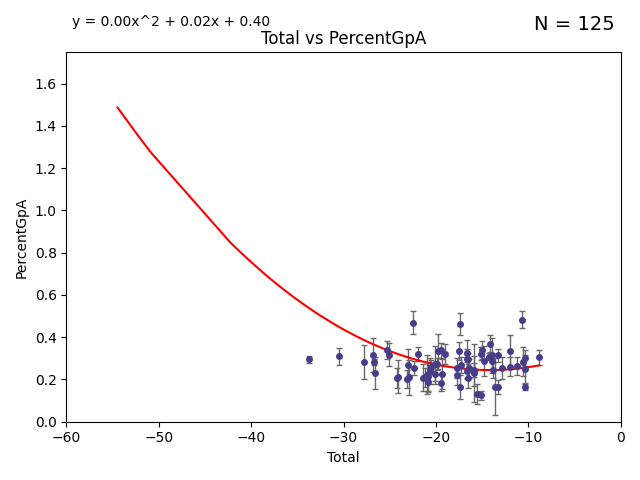 y = 0.00x^2 + 0.02x + 0.40
N = 125
Total vs PercentGpA
PercentGpA
1.6
1.4
1.2
1.0
0.8
0.6
0.4
0.2
0.0
−60 −50 −40 −30 −20 −10 0
Total